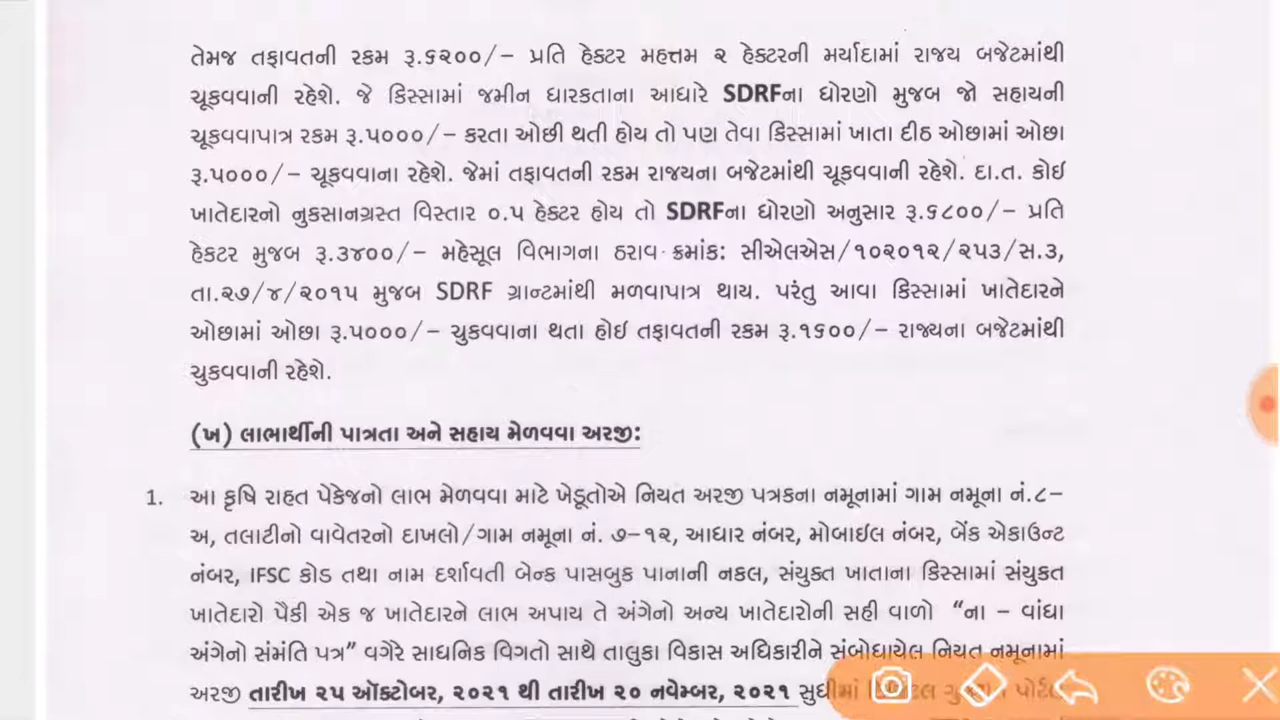 તેમજ તફાવતની રકમ રૂ.૬૨૦૦/- પ્રતિ હેક્ટર મહત્તમ ૨ હેક્ટરની મર્યાદામાં રાજ્ય બજેટમાંથી
ચૂકવવાની રહેશે. જે કિસ્સામાં જમીન ધારકતાના આધારે SDRFના ધોરણો મુજબ જો સહાયની
ચૂકવવાપાત્ર રકમ રૂ.૫૦૦૦/- કરતા ઓછી થતી હોય તો પણ તેવા કિસ્સામાં ખાતા દીઠ ઓછામાં ઓછા
રૂ.૫૦૦૦/- ચૂકવવાના રહેશે. જેમાં તફાવતની રકમ રાજ્યના બજેટમાંથી ચૂકવવાની રહેશે. દા.ત. કોઇ
ખાતેદારનો નુકસાનગ્રસ્ત વિસ્તાર ૦.૫ હેક્ટર હોય તો SDRFના ધોરણો અનુસાર રૂ.૬૮૦૦/- પ્રતિ
હેકટર મુજબ રૂ.૩૪૦૦/- મહેસૂલ વિભાગના ઠરાવ ક્રમાંક: સીએલએસ/૧૦૨૦૧૨/૨૫૩/સ.૩,
તા.૨૭/૪/૨૦૧૫ મુજબ SDRF ગ્રાન્ટમાંથી મળવાપાત્ર થાય. પરંતુ આવા કિસ્સામાં ખાતેદારને
ઓછામાં ઓછા રૂ.૫૦૦૦/- ચુકવવાના થતા હોઇ તફાવતની રકમ રૂ.૧૬૦૦/- રાજ્યના બજેટમાંથી
ચુકવવાની રહેશે.
(ખ) લાભાર્થીની પાત્રતા અને સહાય મેળવવા અરજી:
1. આ કૃષિ રાહત પેકેજનો લાભ મેળવવા માટે ખેડૂતોએ નિયત અરજી પત્રકના નમૂનામાં ગામ નમૂના નં.૮-
અ, તલાટીનો વાવેતરનો દાખલો/ગામ નમૂના નં. ૭-૧૨, આધાર નંબર, મોબાઈલ નંબર, બેંક એકાઉન્ટ
નંબર, IFSC કોડ તથા નામ દર્શાવતી બેન્ક પાસબુક પાનાની નકલ, સંયુક્ત ખાતાના કિસ્સામાં સંયુકત
ખાતેદારો પૈકી એક જ ખાતેદારને લાભ અપાય તે અંગેનો અન્ય ખાતેદારોની સહી વાળો “ના – વાંધા
અંગેનો સંમંતિ પત્ર” વગેરે સાધનિક વિગતો સાથે તાલુકા વિકાસ અધિકારીને સંબોધાયેલ નિયત નમૂનામાં
અરજી તારીખ ૨૫ ઑક્ટોબર, ૨૦૨૧ થી તારીખ ૨૦ નવેમ્બર, ૨૦૨૧ સુધીમાં